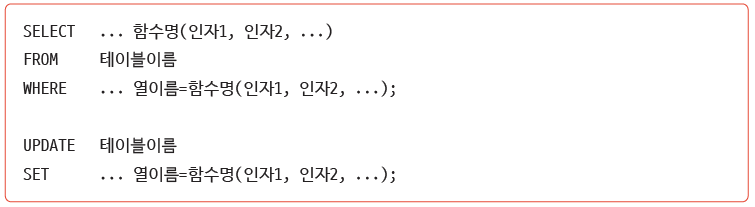 SELECT ... 함수명(인자1, 인자2, ...)
FROM 테이블이름
WHERE ... 열이름=함수명(인자1, 인자2, ...);
UPDATE 테이블이름
SET ... 열이름=함수명(인자1, 인자2, ...);